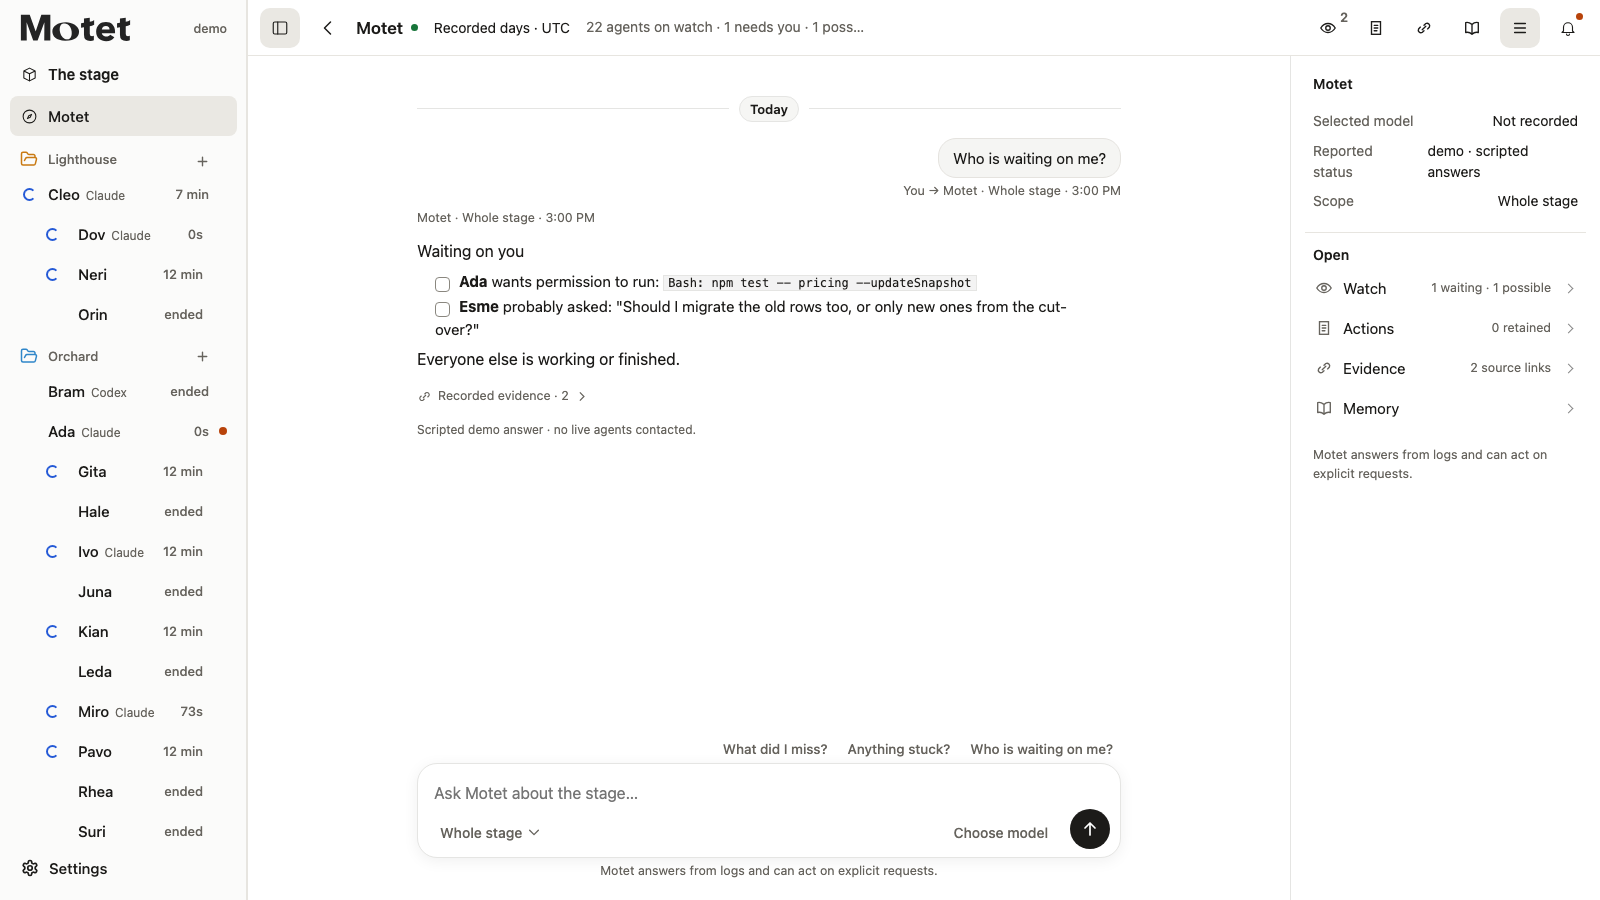 Motet
demo
The stage
Motet
Lighthouse
Cleo Claude 7 min
Dov Claude 0s
Neri 12 min
Orin ended
Orchard
Bram Codex ended
Ada Claude 0s
Gita 12 min
Hale ended
Ivo Claude 12 min
Juna ended
Kian 12 min
Leda ended
Miro Claude 73s
Pavo 12 min
Rhea ended
Suri ended
Settings
Motet Recorded days · UTC 22 agents on watch · 1 needs you · 1 poss...
2
Today
Who is waiting on me?
You → Motet · Whole stage · 3:00 PM
Motet · Whole stage · 3:00 PM
Waiting on you
Ada wants permission to run: Bash: npm test -- pricing --updateSnapshot
Esme probably asked: "Should I migrate the old rows too, or only new ones from the cut-
over?"
Everyone else is working or finished.
Recorded evidence · 2
Scripted demo answer · no live agents contacted.
What did I miss? Anything stuck? Who is waiting on me?
Ask Motet about the stage...
Whole stage Choose model
Motet answers from logs and can act on explicit requests.
Motet
Selected model Not recorded
Reported status demo · scripted answers
Scope Whole stage
Open
Watch 1 waiting · 1 possible
Actions 0 retained
Evidence 2 source links
Memory
Motet answers from logs and can act on
explicit requests.